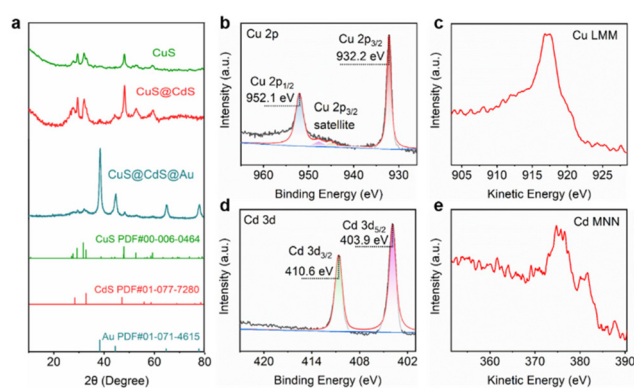 a
CuS
CuS@CdS
CuS@CdS@Au
CuS PDF#00-006-0464
CdS PDF#01-077-7280
Au PDF#01-071-4615
20 40 60 80
2θ (Degree)
b
Cu 2p
Cu 2p3/2
932.2 eV
Cu 2p1/2
952.1 eV
Cu 2p3/2
satellite
Intensity (a.u.)
960 950 940 930
Binding Energy (eV)
c
Cu LMM
Intensity (a.u.)
905 910 915 920 925
Kinetic Energy (eV)
d
Cd 3d
Cd 3d5/2
403.9 eV
Cd 3d3/2
410.6 eV
Intensity (a.u.)
420 414 408 402
Binding Energy (eV)
e
Cd MNN
Intensity (a.u.)
350 360 370 380 390
Kinetic Energy (eV)